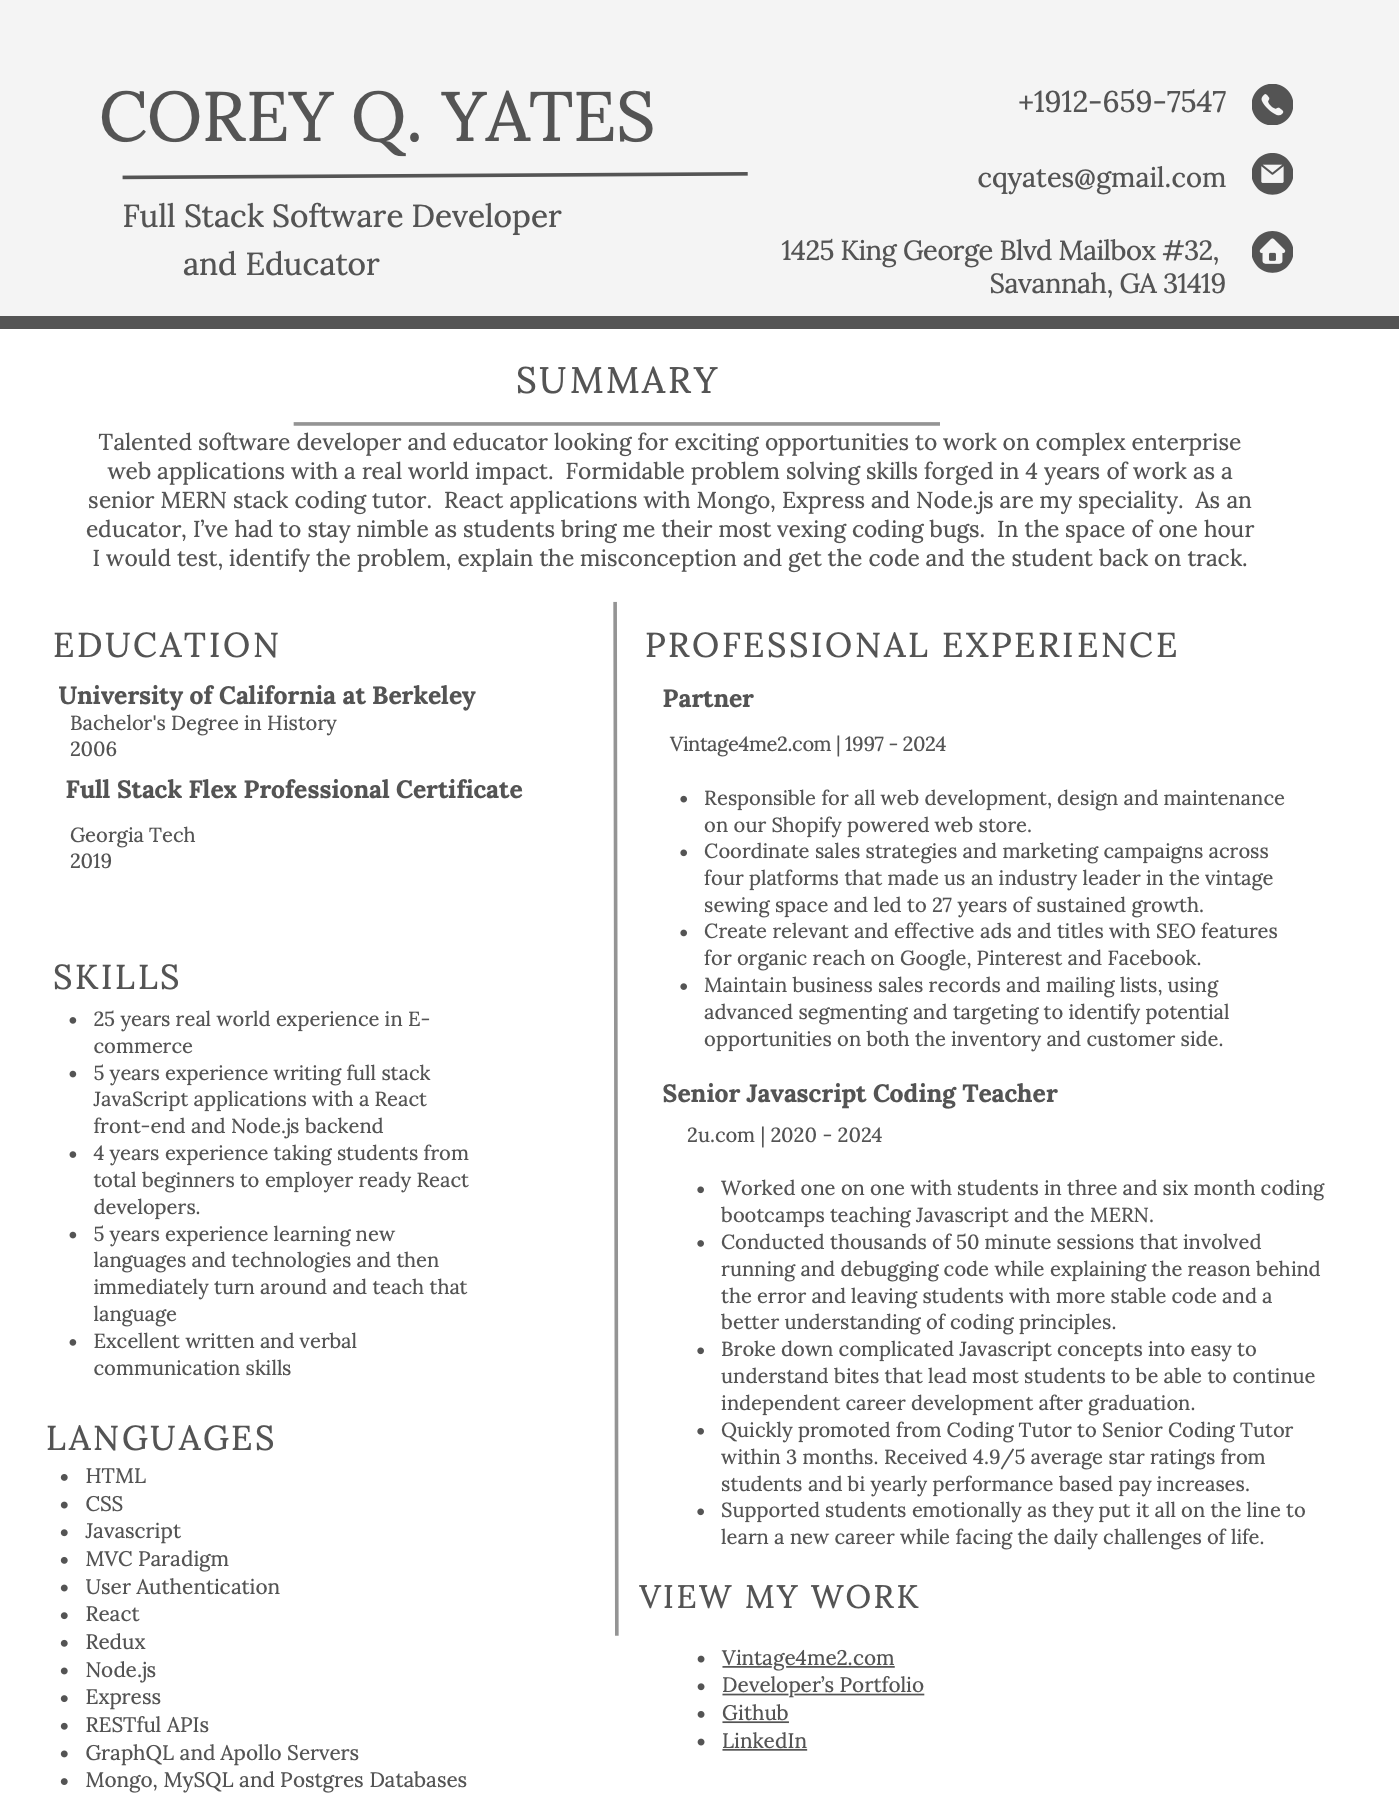 COREY Q. YATES
Full Stack Software Developer
and Educator
+1912-659-7547
cqyates@gmail.com
1425 King George Blvd Mailbox #32,
Savannah, GA 31419
SUMMARY
Talented software developer and educator looking for exciting opportunities to work on complex enterprise
web applications with a real world impact.  Formidable problem solving skills forged in 4 years of work as a
senior MERN stack coding tutor.  React applications with Mongo, Express and Node.js are my speciality.  As an
educator, I’ve had to stay nimble as students bring me their most vexing coding bugs.  In the space of one hour
I would test, identify the problem, explain the misconception and get the code and the student back on track.
EDUCATION
University of California at Berkeley
Bachelor's Degree in History
2006
Full Stack Flex Professional Certificate
Georgia Tech
2019
SKILLS
• 25 years real world experience in E-
commerce
• 5 years experience writing full stack
JavaScript applications with a React
front-end and Node.js backend
• 4 years experience taking students from
total beginners to employer ready React
developers.
• 5 years experience learning new
languages and technologies and then
immediately turn around and teach that
language
• Excellent written and verbal
communication skills
LANGUAGES
• HTML
• CSS
• Javascript
• MVC Paradigm
• User Authentication
• React
• Redux
• Node.js
• Express
• RESTful APIs
• GraphQL and Apollo Servers
• Mongo, MySQL and Postgres Databases
PROFESSIONAL EXPERIENCE
Partner
Vintage4me2.com | 1997 - 2024
• Responsible for all web development, design and maintenance
on our Shopify powered web store.
• Coordinate sales strategies and marketing campaigns across
four platforms that made us an industry leader in the vintage
sewing space and led to 27 years of sustained growth.
• Create relevant and effective ads and titles with SEO features
for organic reach on Google, Pinterest and Facebook.
• Maintain business sales records and mailing lists, using
advanced segmenting and targeting to identify potential
opportunities on both the inventory and customer side.
Senior Javascript Coding Teacher
2u.com | 2020 - 2024
• Worked one on one with students in three and six month coding
bootcamps teaching Javascript and the MERN.
• Conducted thousands of 50 minute sessions that involved
running and debugging code while explaining the reason behind
the error and leaving students with more stable code and a
better understanding of coding principles.
• Broke down complicated Javascript concepts into easy to
understand bites that lead most students to be able to continue
independent career development after graduation.
• Quickly promoted from Coding Tutor to Senior Coding Tutor
within 3 months. Received 4.9/5 average star ratings from
students and bi yearly performance based pay increases.
• Supported students emotionally as they put it all on the line to
learn a new career while facing the daily challenges of life.
VIEW MY WORK
• Vintage4me2.com
• Developer’s Portfolio
• Github
• LinkedIn